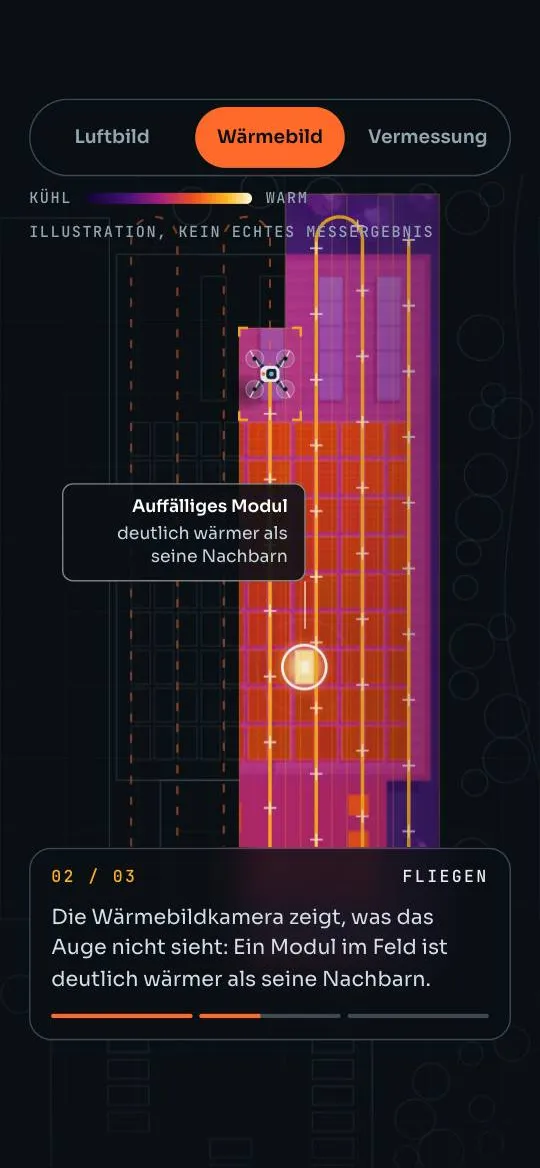 Luftbild
Wärmebild
Vermessung
KÜHL
WARM
ILLUSTRATION, KEIN ECHTES MESSERGEBNIS
Auffälliges Modul
deutlich wärmer als
seine Nachbarn
02 / 03
FLIEGEN
Die Wärmebildkamera zeigt, was das
Auge nicht sieht: Ein Modul im Feld ist
deutlich wärmer als seine Nachbarn.